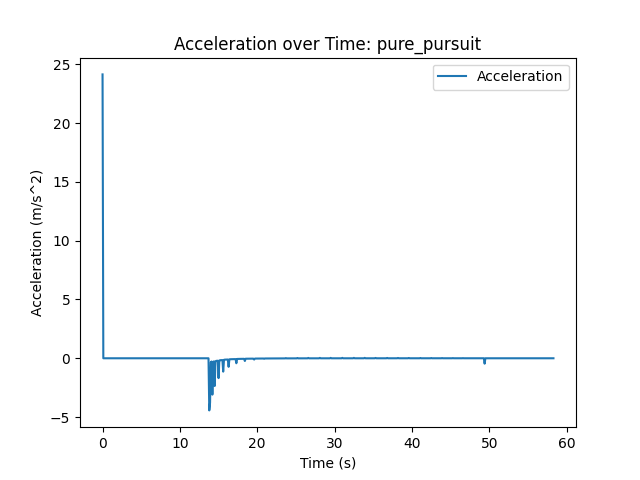 Acceleration over Time: pure_pursuit
Acceleration
Acceleration (m/s^2)
25
20
15
10
5
0
−5
0 10 20 30 40 50 60
Time (s)